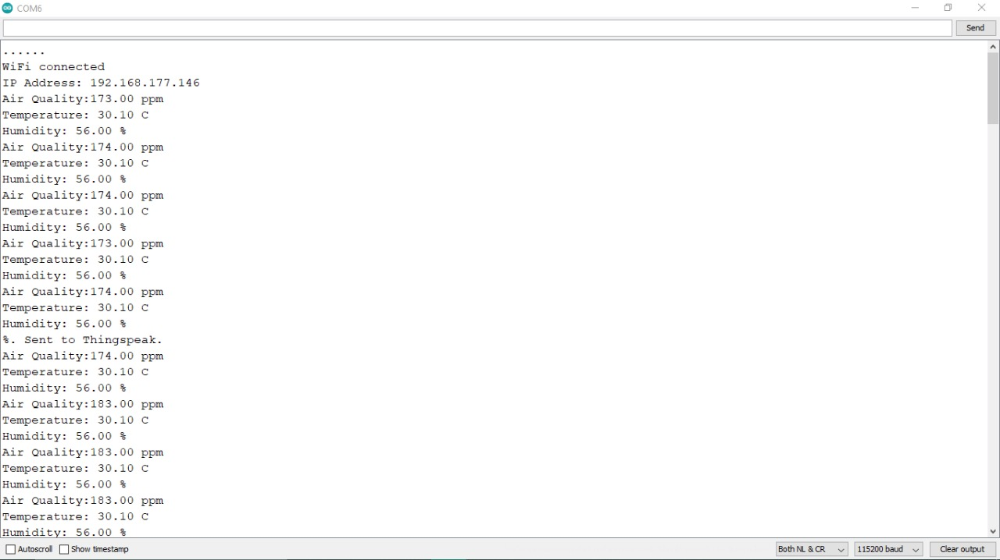 COM6
Send
......
WiFi connected
IP Address: 192.168.177.146
Air Quality:173.00 ppm
Temperature: 30.10 C
Humidity: 56.00 %
Air Quality:174.00 ppm
Temperature: 30.10 C
Humidity: 56.00 %
Air Quality:174.00 ppm
Temperature: 30.10 C
Humidity: 56.00 %
Air Quality:173.00 ppm
Temperature: 30.10 C
Humidity: 56.00 %
Air Quality:174.00 ppm
Temperature: 30.10 C
Humidity: 56.00 %
%. Sent to Thingspeak.
Air Quality:174.00 ppm
Temperature: 30.10 C
Humidity: 56.00 %
Air Quality:183.00 ppm
Temperature: 30.10 C
Humidity: 56.00 %
Air Quality:183.00 ppm
Temperature: 30.10 C
Humidity: 56.00 %
Air Quality:183.00 ppm
Temperature: 30.10 C
Humidity: 56.00 %
Autoscroll Show timestamp Both NL & CR 115200 baud Clear output